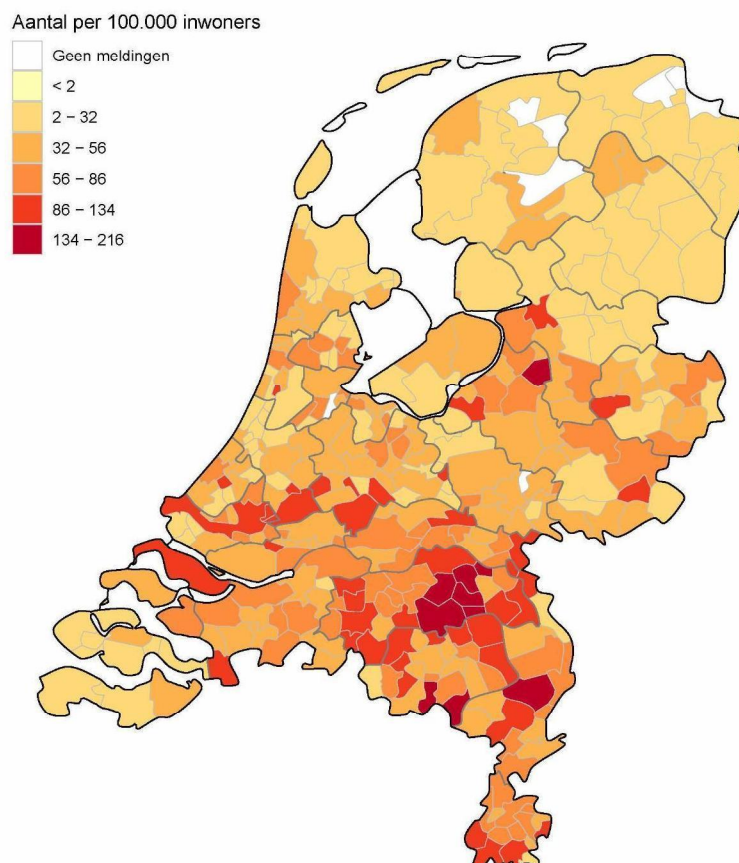 Aantal per 100.000 inwoners
Geen meldingen
< 2
2 – 32
32 – 56
56 – 86
86 – 134
134 – 216